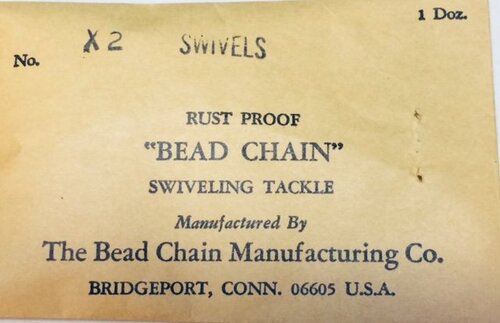 1 Doz.
No. X2 SWIVELS
RUST PROOF
"BEAD CHAIN"
SWIVELING TACKLE
Manufactured By
The Bead Chain Manufacturing Co.
BRIDGEPORT, CONN. 06605 U.S.A.